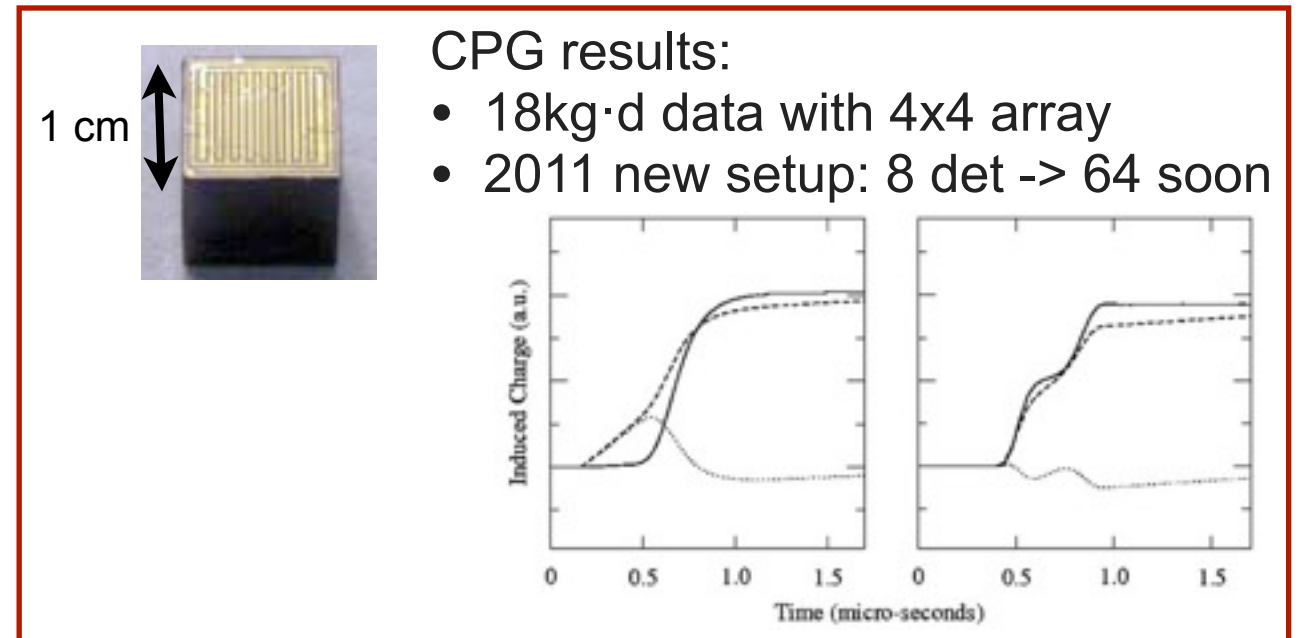 1 cm
CPG results:
• 18kg·d data with 4x4 array
• 2011 new setup: 8 det -> 64 soon
Induced Charge (a.u.)
0 0.5 1.0 1.5 0 0.5 1.0 1.5
Time (micro-seconds)